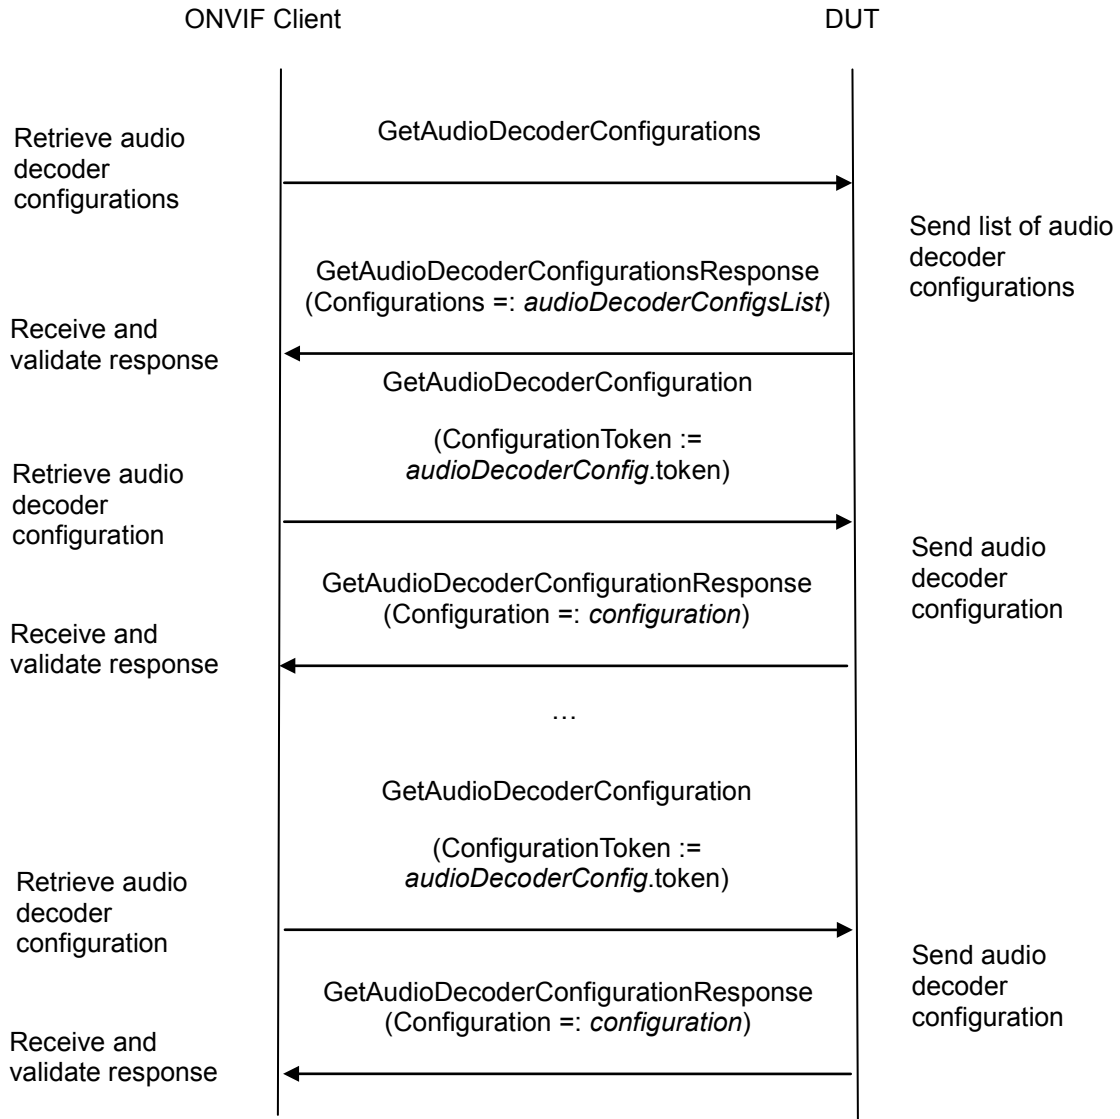 ONVIF Client
DUT
Retrieve audio
decoder
configurations
GetAudioDecoderConfigurations
Send list of audio
decoder
configurations
GetAudioDecoderConfigurationsResponse
(Configurations =: audioDecoderConfigsList)
Receive and
validate response
GetAudioDecoderConfiguration
(ConfigurationToken :=
audioDecoderConfig.token)
Retrieve audio
decoder
configuration
Send audio
decoder
configuration
GetAudioDecoderConfigurationResponse
(Configuration =: configuration)
Receive and
validate response
…
GetAudioDecoderConfiguration
(ConfigurationToken :=
audioDecoderConfig.token)
Retrieve audio
decoder
configuration
Send audio
decoder
configuration
GetAudioDecoderConfigurationResponse
(Configuration =: configuration)
Receive and
validate response